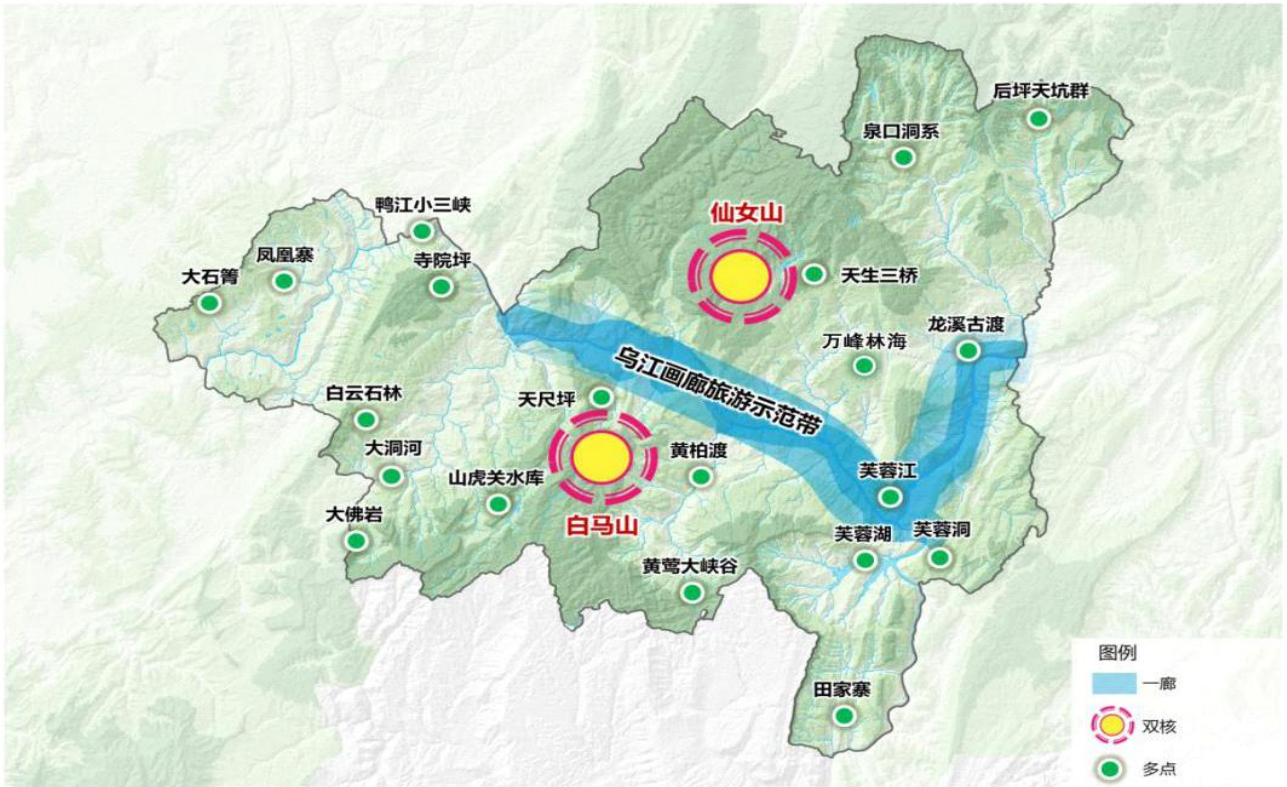 后坪天坑群
泉口洞系
鸭江小三峡
仙女山
凤凰寨
寺院坪
大石箐
天生三桥
龙溪古渡
万峰林海
乌江画廊旅游示范带
白云石林
天尺坪
大洞河
山虎关水库
黄柏渡
芙蓉江
大佛岩
白马山
芙蓉湖
芙蓉洞
黄莺大峡谷
田家寨
图例
一廊
双核
多点